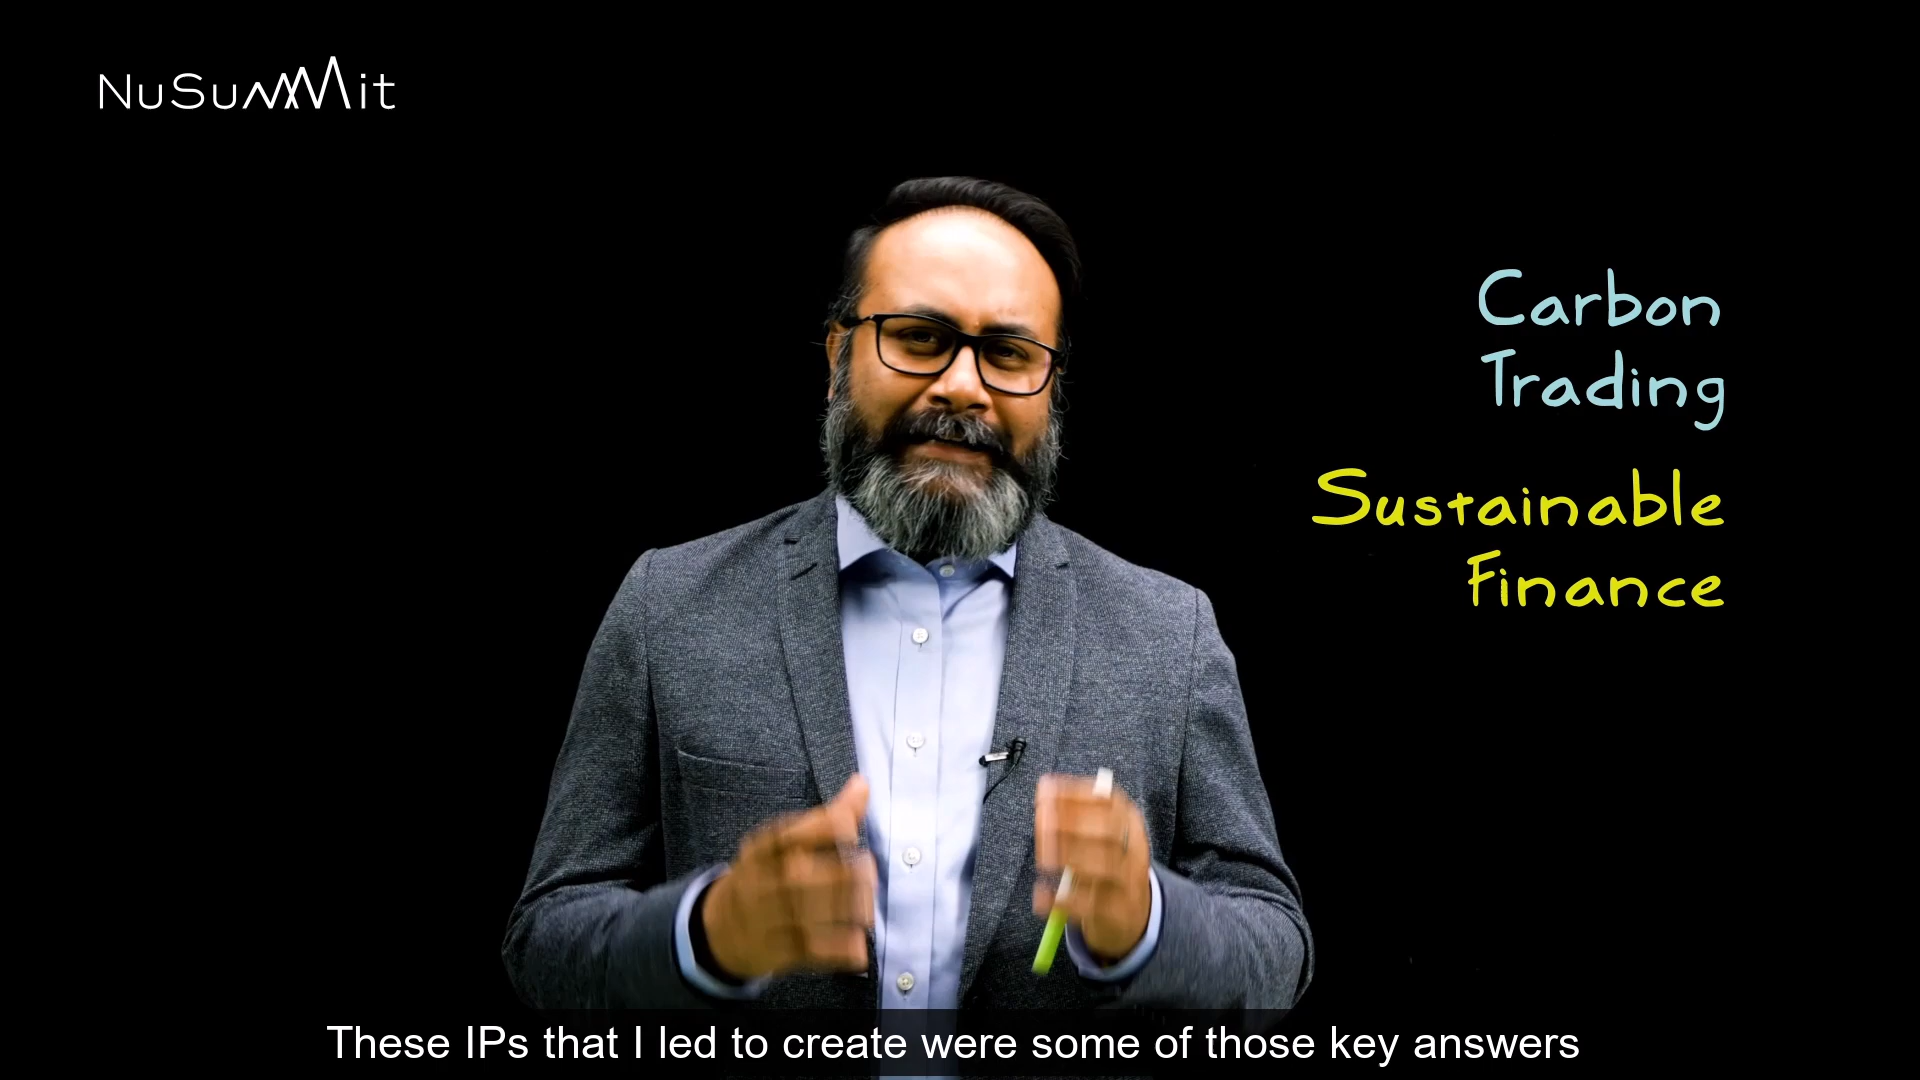 NuSuMMit
Carbon
Trading
Sustainable
Finance
These IPs that I led to create were some of those key answers